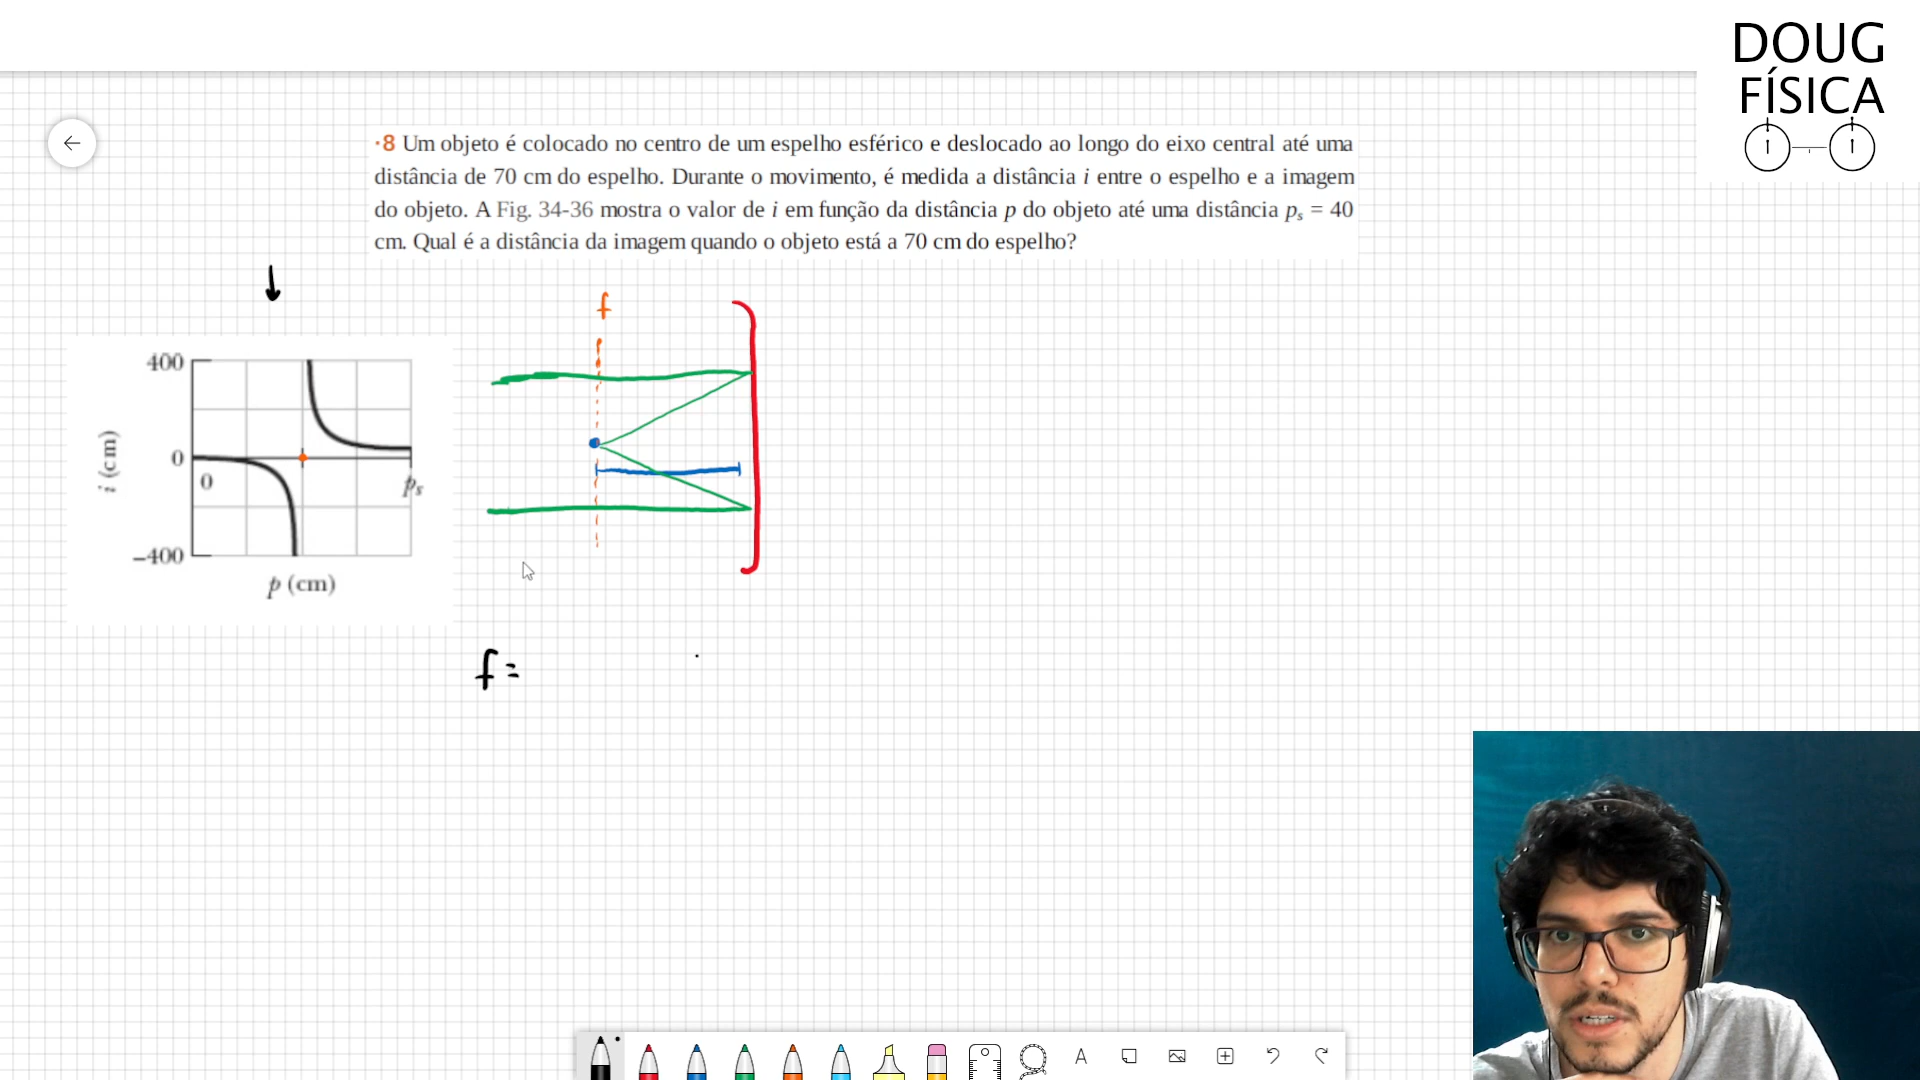 DOUG
FÍSICA
·8 Um objeto é colocado no centro de um espelho esférico e deslocado ao longo do eixo central até uma
distância de 70 cm do espelho. Durante o movimento, é medida a distância i entre o espelho e a imagem
do objeto. A Fig. 34-36 mostra o valor de i em função da distância p do objeto até uma distância pₛ = 40
cm. Qual é a distância da imagem quando o objeto está a 70 cm do espelho?
f
400
i (cm)
0
0
pₛ
−400
p (cm)
f =
A